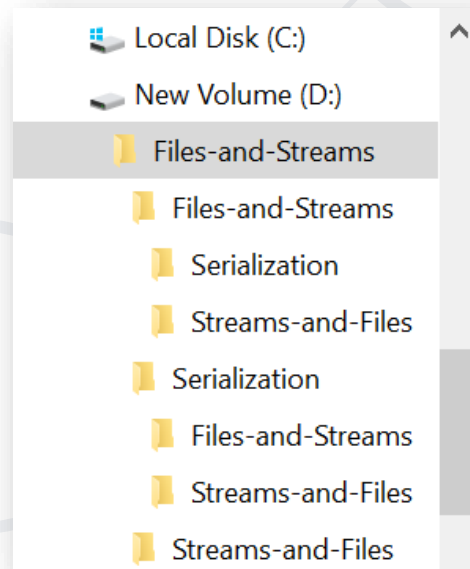 Local Disk (C:)
New Volume (D:)
Files-and-Streams
Files-and-Streams
Serialization
Streams-and-Files
Serialization
Files-and-Streams
Streams-and-Files
Streams-and-Files